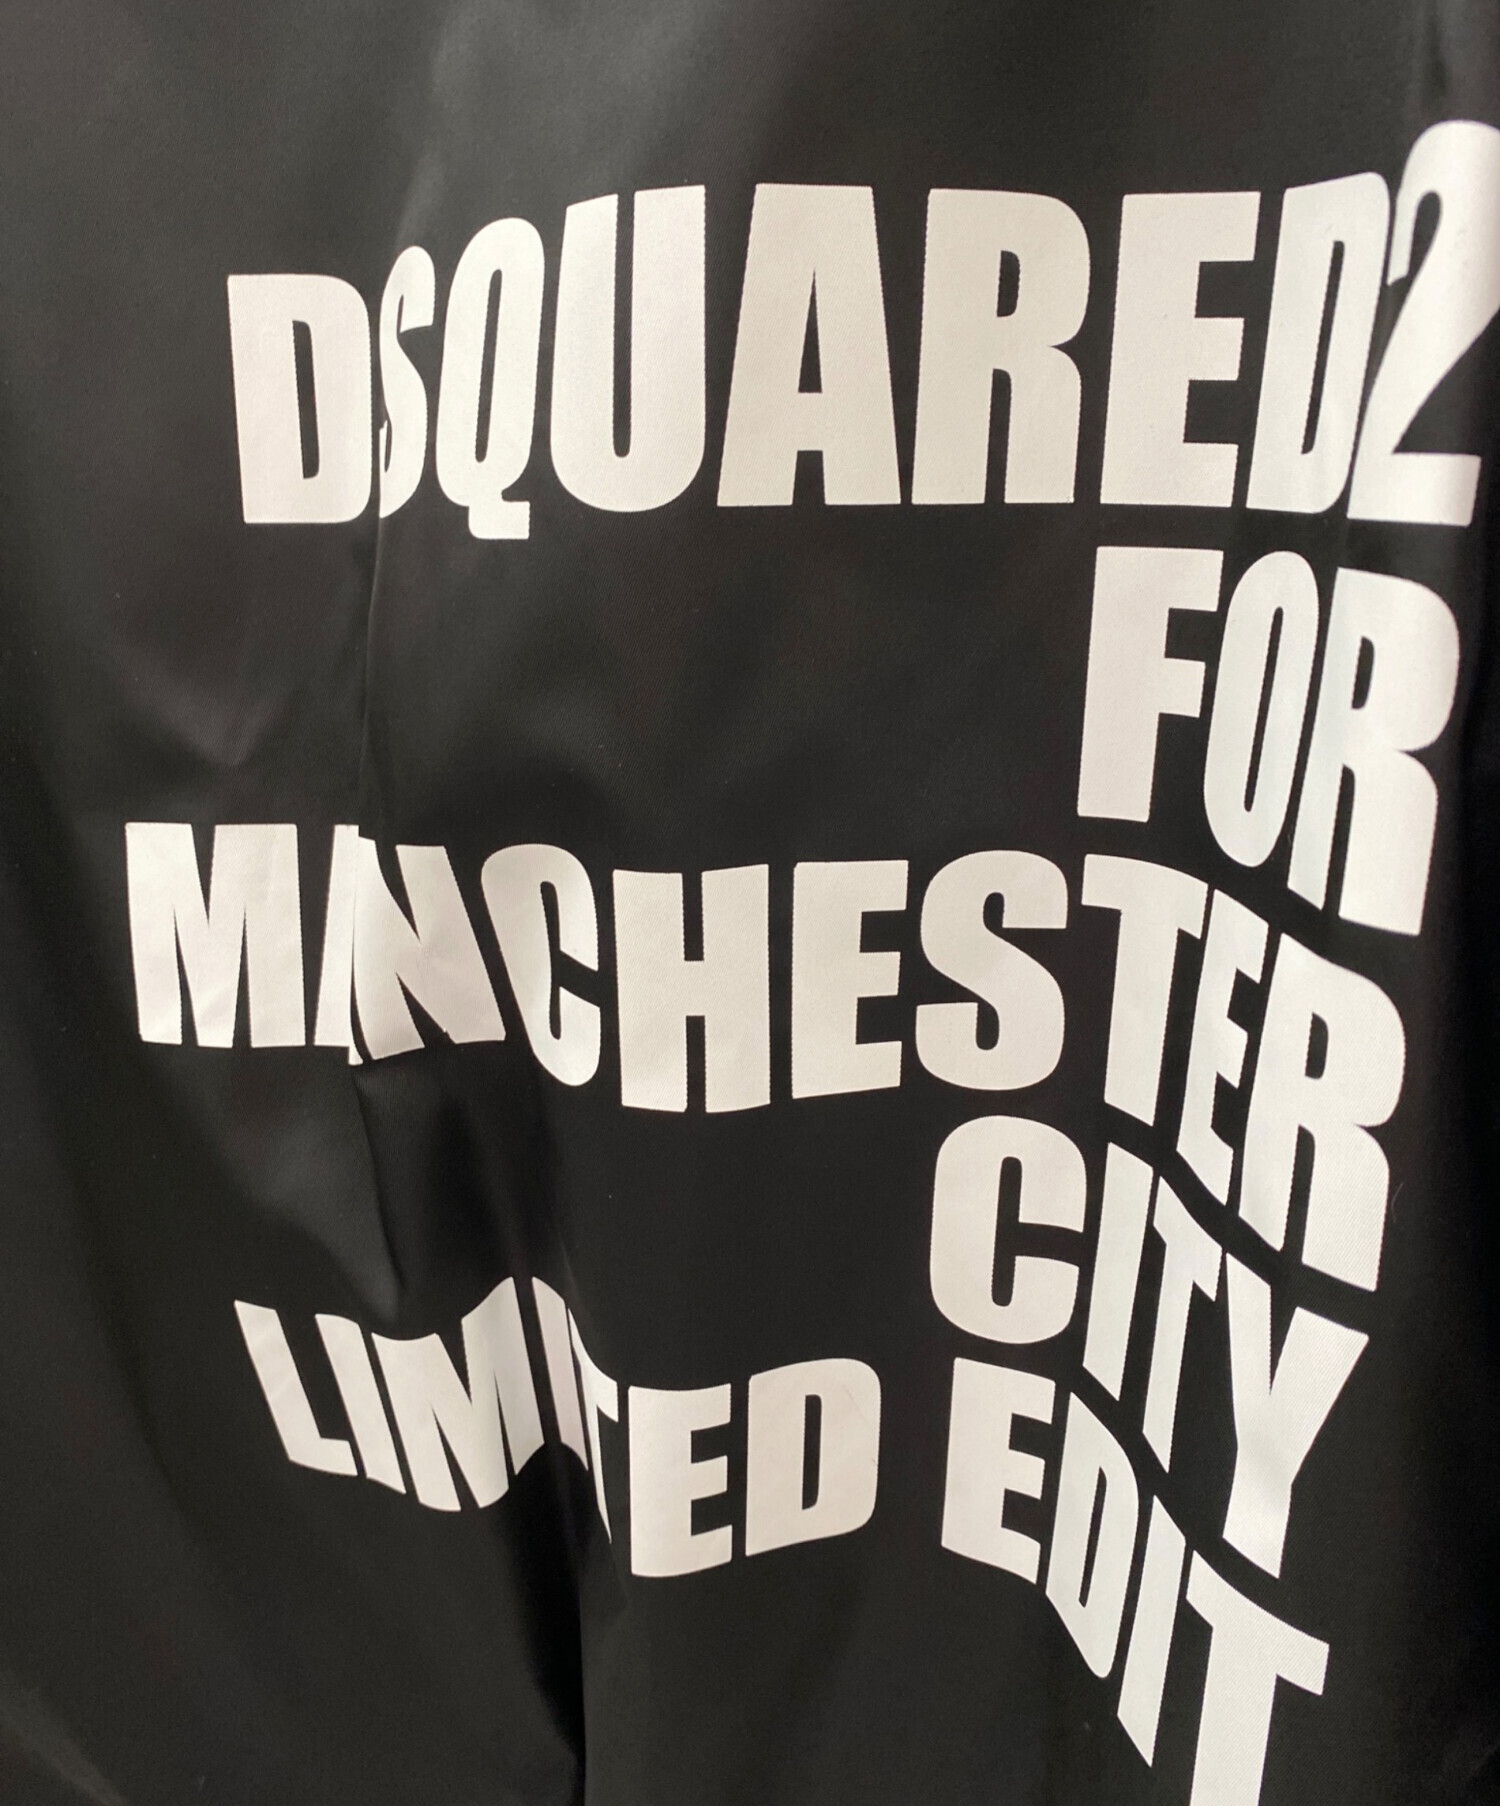 DSQUARED2
FOR
MANCHESTER
CITY
LIMITED EDIT